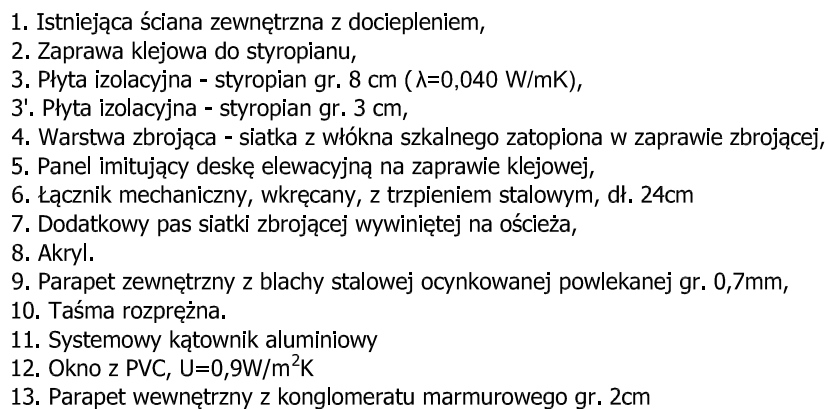 1. Istniejąca ściana zewnętrzna z dociepleniem,
2. Zaprawa klejowa do styropianu,
3. Płyta izolacyjna - styropian gr. 8 cm (λ=0,040 W/mK),
3'. Płyta izolacyjna - styropian gr. 3 cm,
4. Warstwa zbrojąca - siatka z włókna szkalnego zatopiona w zaprawie zbrojącej,
5. Panel imitujący deskę elewacyjną na zaprawie klejowej,
6. Łącznik mechaniczny, wkręcany, z trzpieniem stalowym, dł. 24cm
7. Dodatkowy pas siatki zbrojącej wywiniętej na ościeża,
8. Akryl.
9. Parapet zewnętrzny z blachy stalowej ocynkowanej powlekanej gr. 0,7mm,
10. Taśma rozprężna.
11. Systemowy kątownik aluminiowy
12. Okno z PVC, U=0,9W/m²K
13. Parapet wewnętrzny z konglomeratu marmurowego gr. 2cm